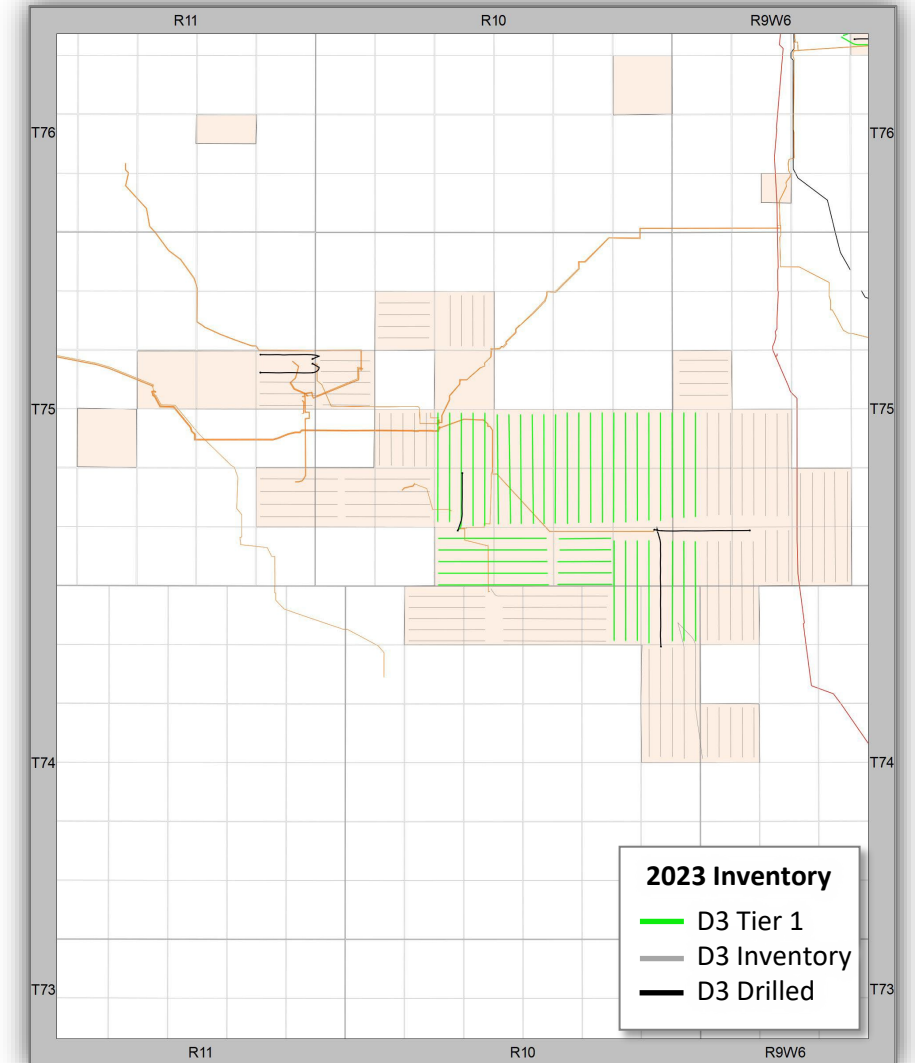 R11 R10 R9W6
T76 T76
T75 T75
T74 T74
2023 Inventory
D3 Tier 1
D3 Inventory
D3 Drilled
T73 T73
R11 R10 R9W6